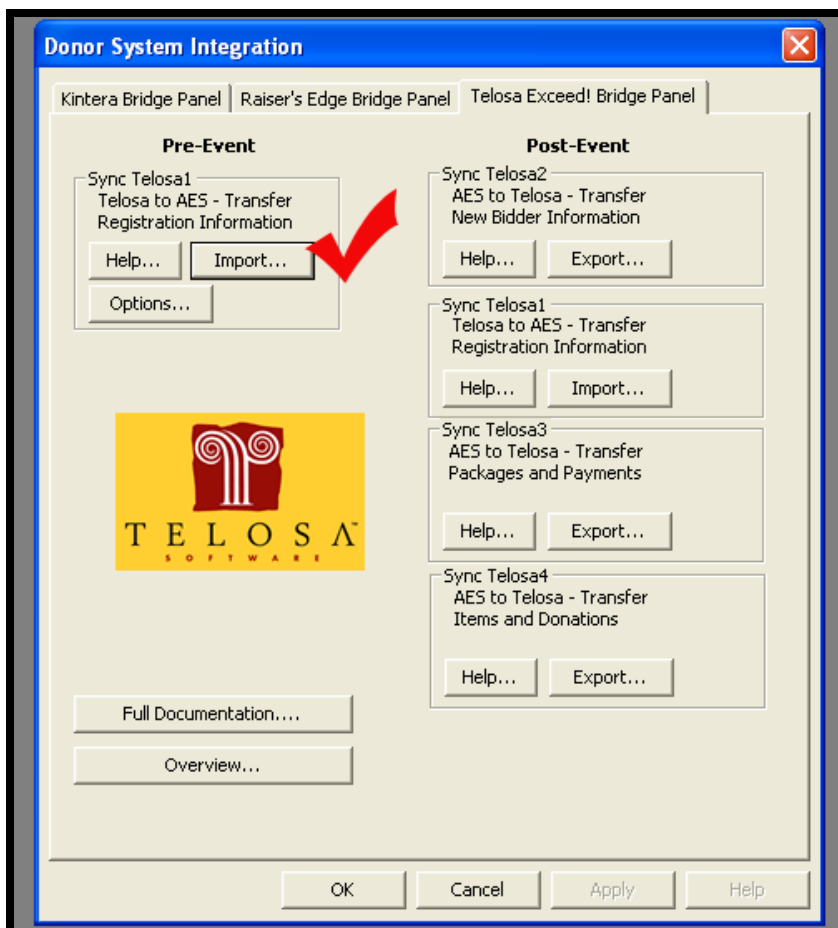 Donor System Integration
Kintera Bridge Panel
Raiser's Edge Bridge Panel
Telosa Exceed! Bridge Panel
Pre-Event
Sync Telosa1
Telosa to AES - Transfer
Registration Information
Help...
Import...
Options...
TELOSA™
SOFTWARE
Full Documentation....
Overview...
Post-Event
Sync Telosa2
AES to Telosa - Transfer
New Bidder Information
Help...
Export...
Sync Telosa1
Telosa to AES - Transfer
Registration Information
Help...
Import...
Sync Telosa3
AES to Telosa - Transfer
Packages and Payments
Help...
Export...
Sync Telosa4
AES to Telosa - Transfer
Items and Donations
Help...
Export...
OK
Cancel
Apply
Help